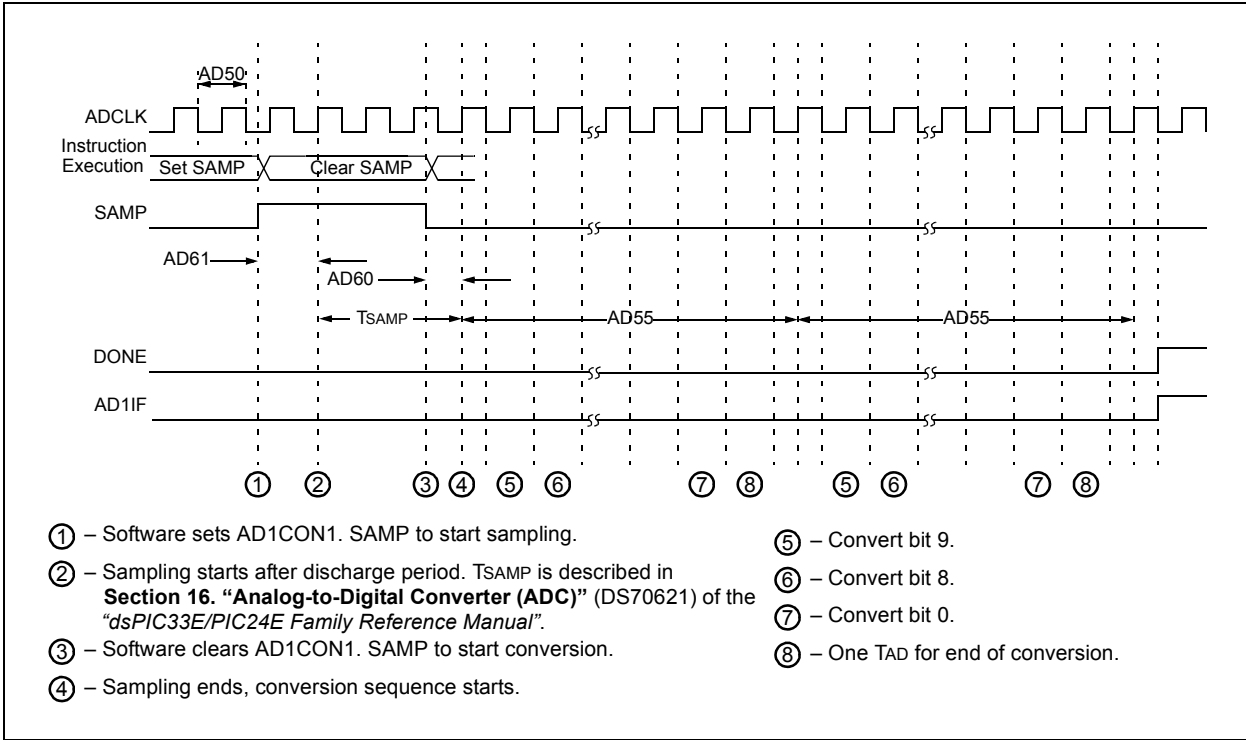 AD50
ADCLK
Instruction
Execution
Set SAMP
Clear SAMP
SAMP
AD61
AD60
TSAMP
AD55
AD55
DONE
AD1IF
1 2 3 4 5 6 7 8 5 6 7 8
1 – Software sets AD1CON1. SAMP to start sampling.
2 – Sampling starts after discharge period. TSAMP is described in
Section 16. “Analog-to-Digital Converter (ADC)” (DS70621) of the
“dsPIC33E/PIC24E Family Reference Manual”.
3 – Software clears AD1CON1. SAMP to start conversion.
4 – Sampling ends, conversion sequence starts.
5 – Convert bit 9.
6 – Convert bit 8.
7 – Convert bit 0.
8 – One TAD for end of conversion.